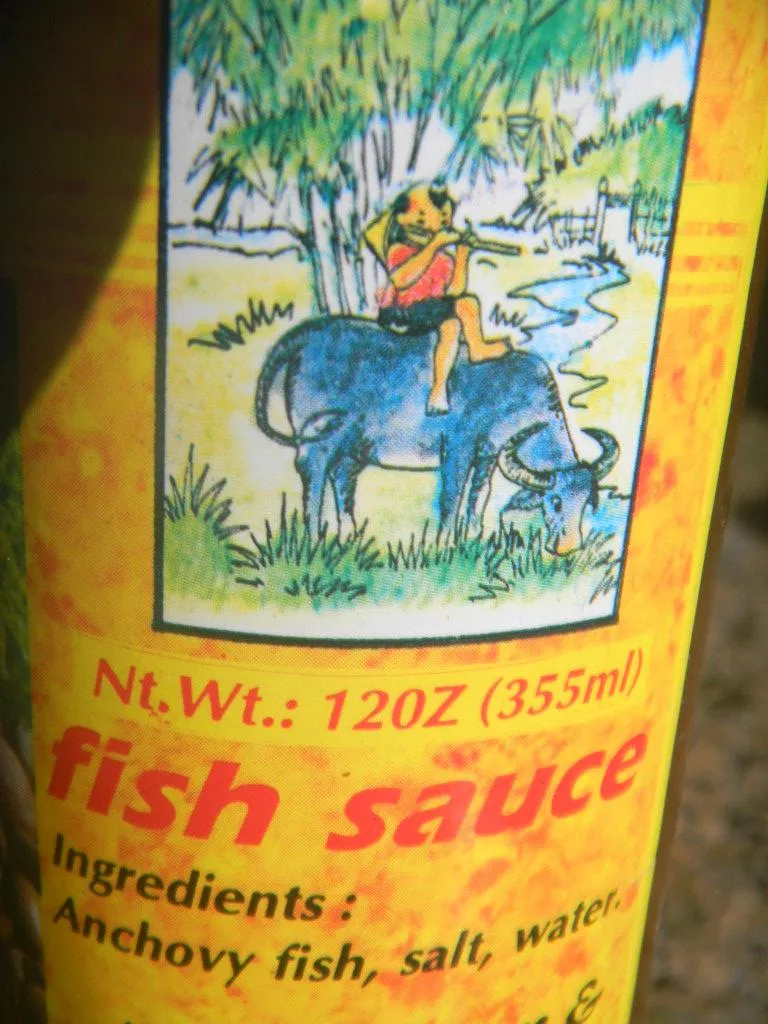 Nt.Wt.: 12OZ (355ml)
fish sauce
Ingredients :
Anchovy fish, salt, water.
&